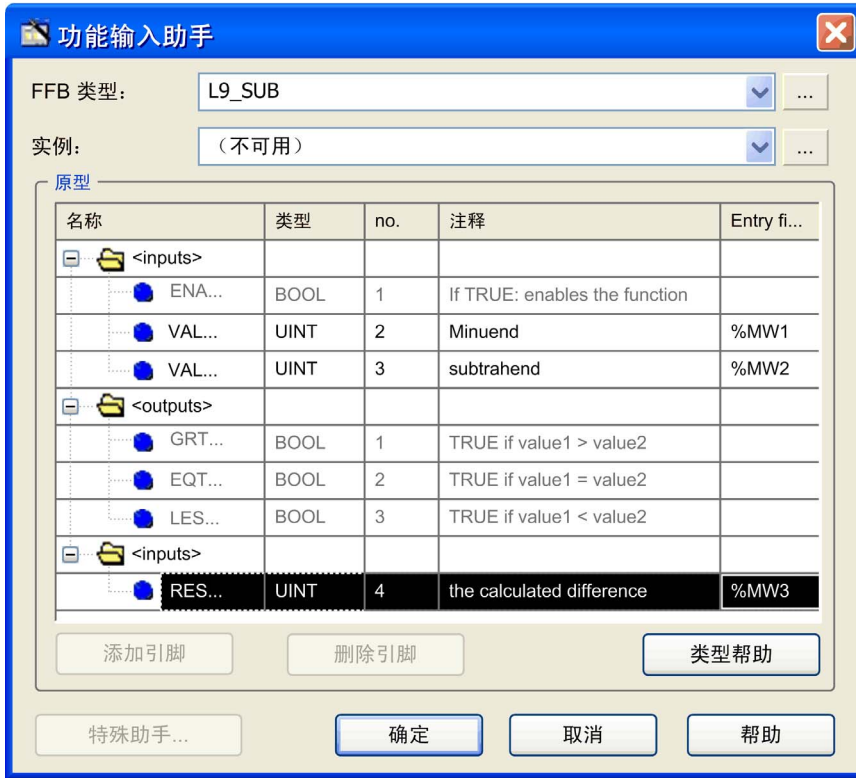 功能输入助手
FFB 类型： L9_SUB ...
实例： （不可用） ...
原型
名称 类型 no. 注释 Entry fi...
<inputs>
ENA... BOOL 1 If TRUE: enables the function
VAL... UINT 2 Minuend %MW1
VAL... UINT 3 subtrahend %MW2
<outputs>
GRT... BOOL 1 TRUE if value1 > value2
EQT... BOOL 2 TRUE if value1 = value2
LES... BOOL 3 TRUE if value1 < value2
<inputs>
RES... UINT 4 the calculated difference %MW3
添加引脚 删除引脚 类型帮助
特殊助手... 确定 取消 帮助